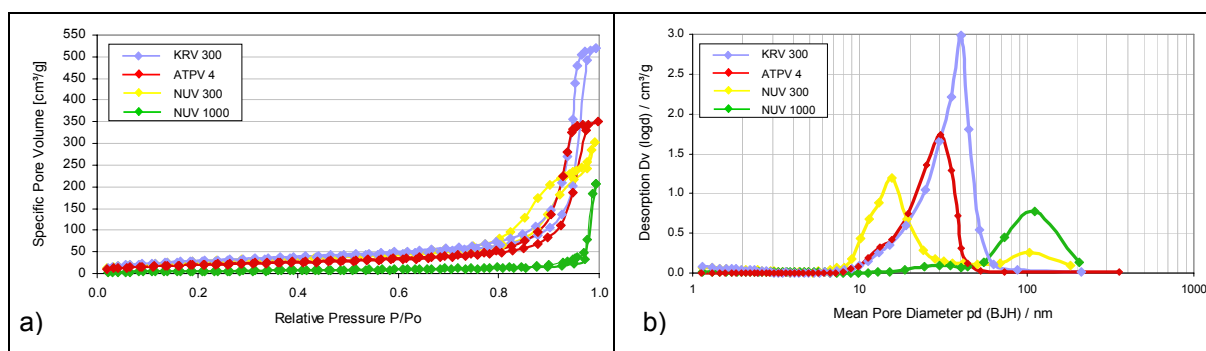 Specific Pore Volume [cm³/g]
550
500
450
400
350
300
250
200
150
100
50
0
KRV 300
ATPV 4
NUV 300
NUV 1000
0.0
0.2
0.4
0.6
0.8
1.0
Relative Pressure P/Po
a)
Desorption Dv (logd) / cm³/g
3.0
2.5
2.0
1.5
1.0
0.5
0.0
KRV 300
ATPV 4
NUV 300
NUV 1000
1
10
100
1000
Mean Pore Diameter pd (BJH) / nm
b)